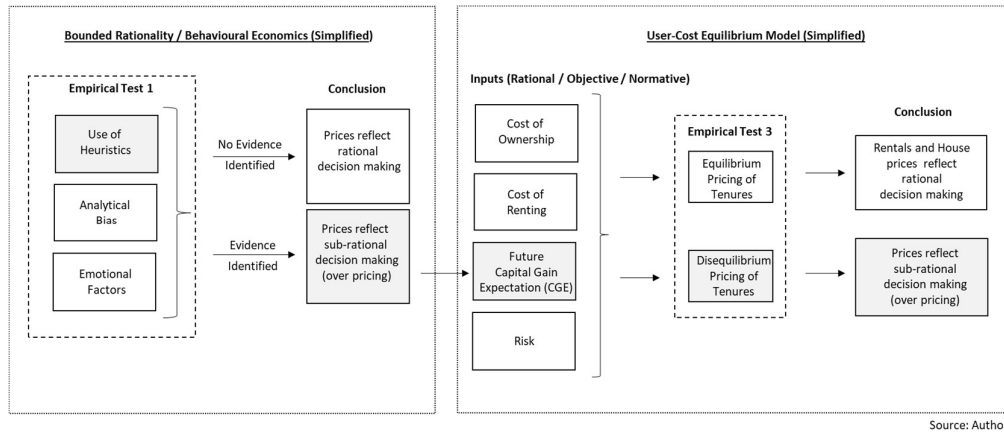 Bounded Rationality / Behavioural Economics (Simplified)
Empirical Test 1
Use of
Heuristics
Analytical
Bias
Emotional
Factors
No Evidence
Identified
Evidence
Identified
Conclusion
Prices reflect
rational
decision making
Prices reflect
sub-rational
decision making
(over pricing)
User-Cost Equilibrium Model (Simplified)
Inputs (Rational / Objective / Normative)
Cost of
Ownership
Cost of
Renting
Future
Capital Gain
Expectation (CGE)
Risk
Empirical Test 3
Equilibrium
Pricing of
Tenures
Disequilibrium
Pricing of
Tenures
Conclusion
Rentals and House
prices reflect
rational
decision making
Prices reflect
sub-rational
decision making
(over pricing)
Source: Autho